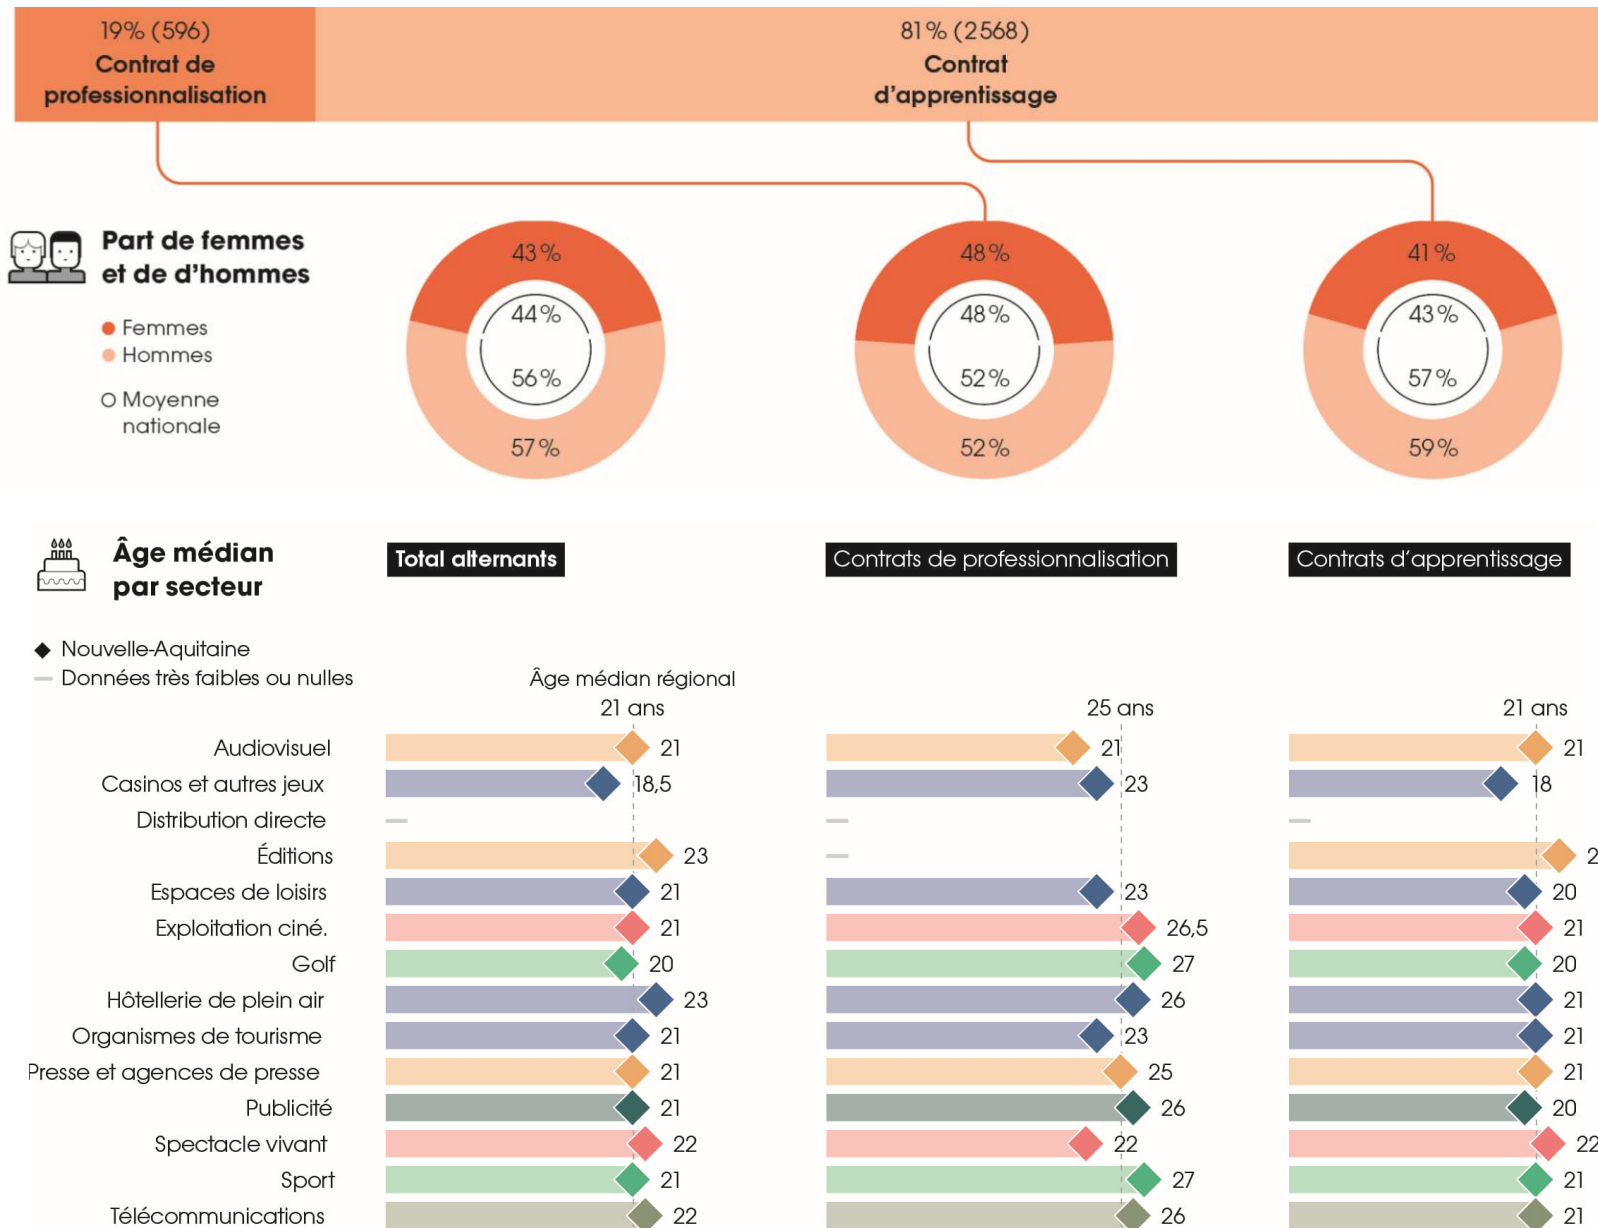 19% (596)
Contrat de
professionnalisation
81% (2568)
Contrat
d'apprentissage
Part de femmes
et de d'hommes
Femmes
Hommes
Moyenne
nationale
43%
44%
56%
57%
48%
48%
52%
52%
41%
43%
57%
59%
Âge médian
par secteur
Total alternants
Contrats de professionnalisation
Contrats d'apprentissage
Nouvelle-Aquitaine
Données très faibles ou nulles
Âge médian régional
21 ans 25 ans 21 ans
Audiovisuel 21 21 21
Casinos et autres jeux 18,5 23 18
Distribution directe
Éditions 23
Espaces de loisirs 21 23 20
Exploitation ciné. 21 26,5 21
Golf 20 27 20
Hôtellerie de plein air 23 26 21
Organismes de tourisme 21 23 21
Presse et agences de presse 21 25 21
Publicité 21 26 20
Spectacle vivant 22 22 22
Sport 21 27 21
Télécommunications 22 26 21